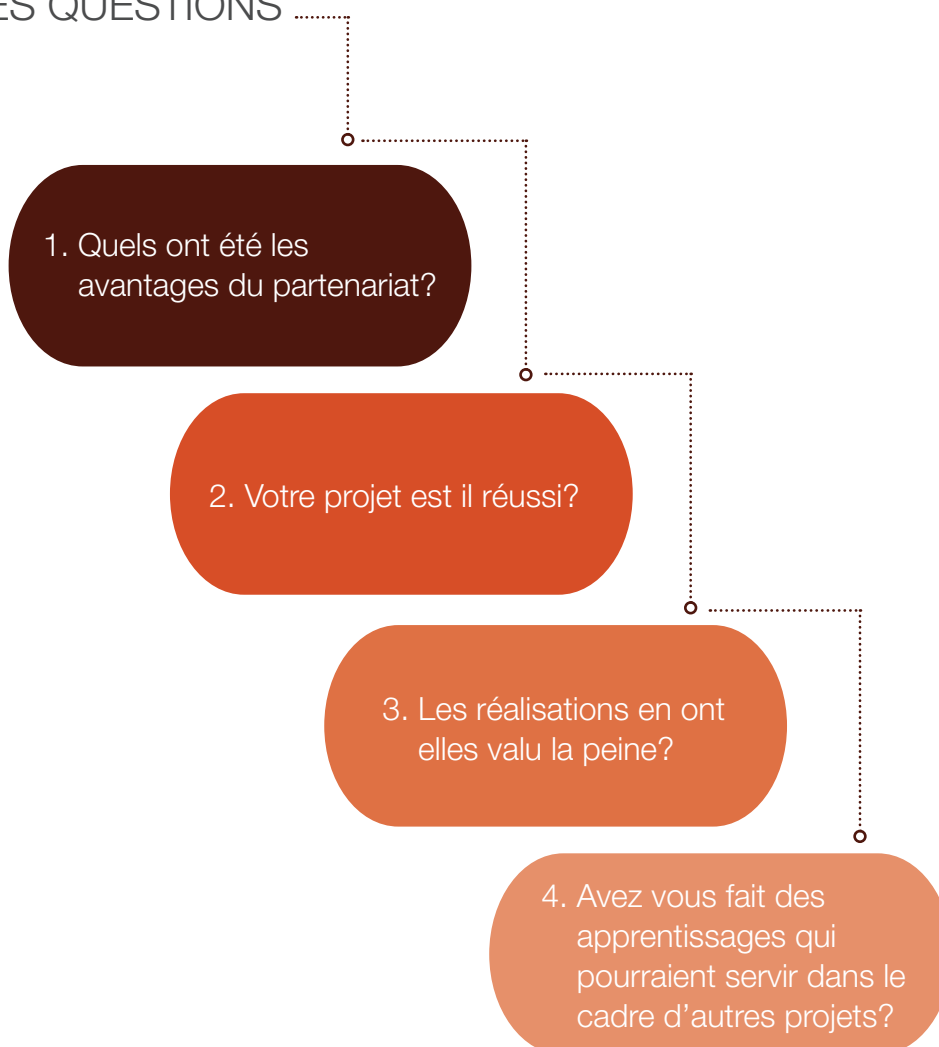 ES QUESTIONS
1. Quels ont été les
avantages du partenariat?
2. Votre projet est il réussi?
3. Les réalisations en ont
elles valu la peine?
4. Avez vous fait des
apprentissages qui
pourraient servir dans le
cadre d’autres projets?